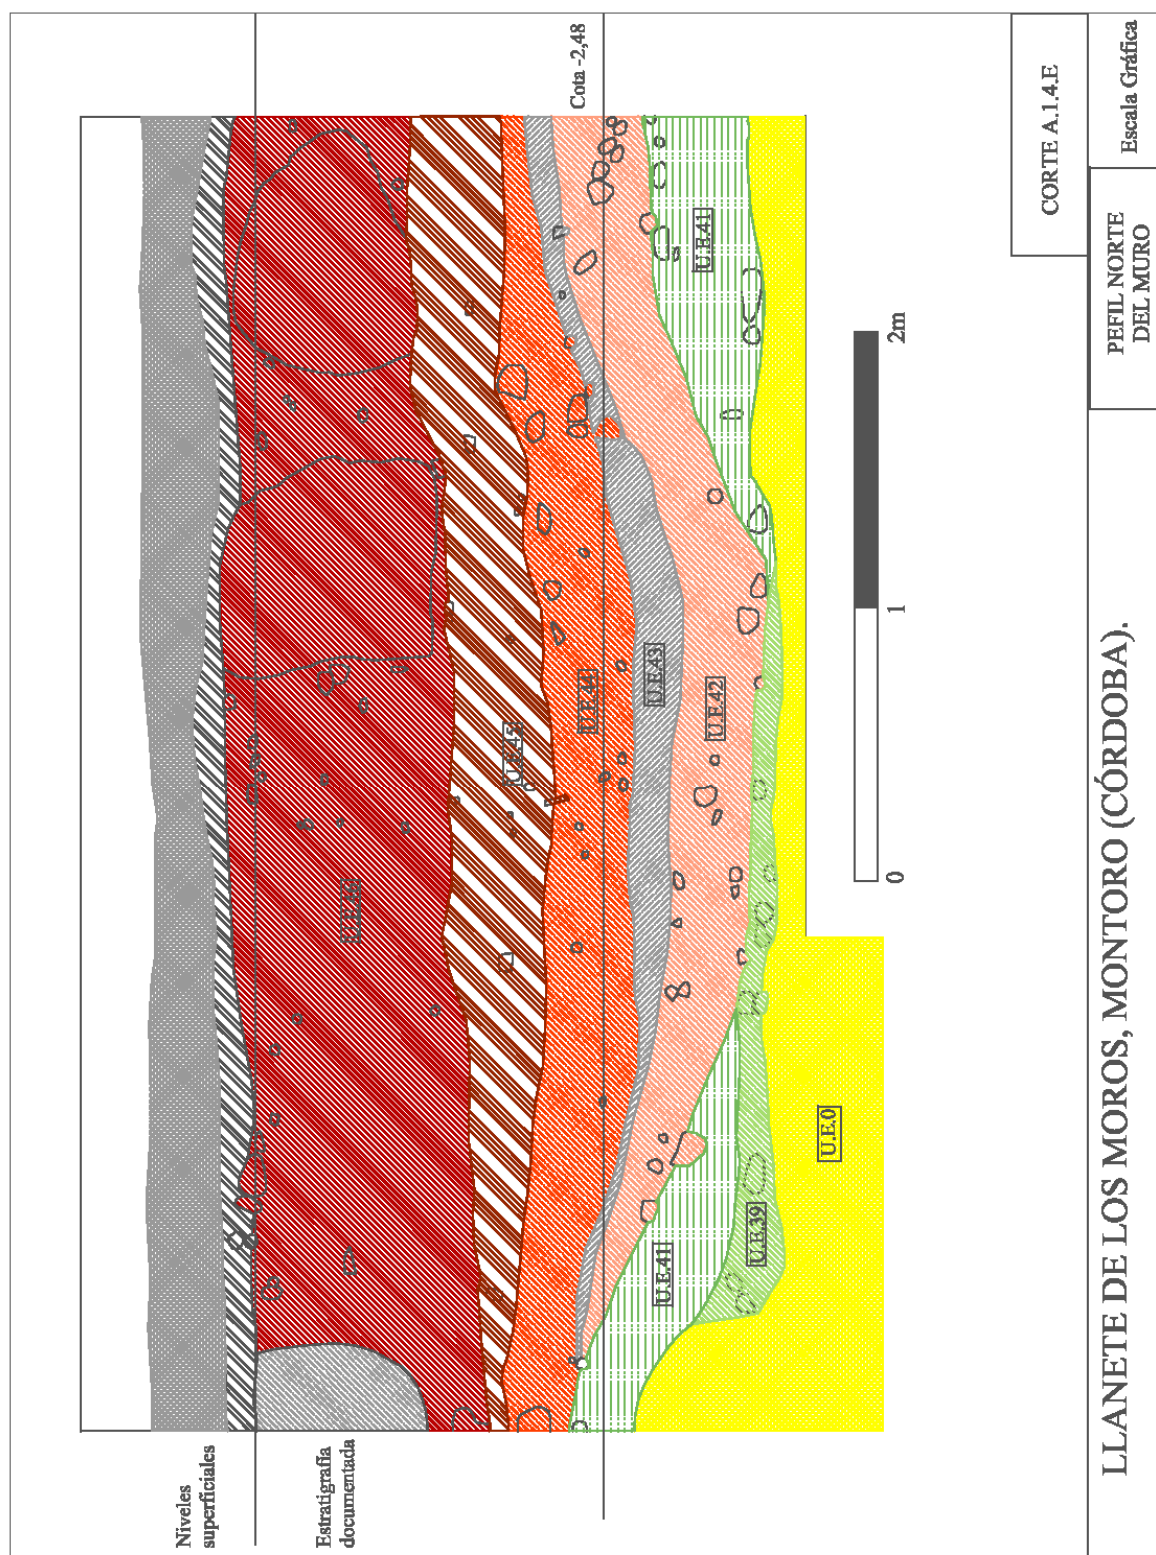 Niveles
superficiales
Estratigrafía
documentada
Cota -2,48
U.E.45
U.E.44
U.E.43
U.E.42
U.E.41
U.E.41
U.E.39
U.E.0
0
1
2m
CORTE A.1.4.E
LLANETE DE LOS MOROS, MONTORO (CÓRDOBA).
PEFIL NORTE
DEL MURO
Escala Gráfica